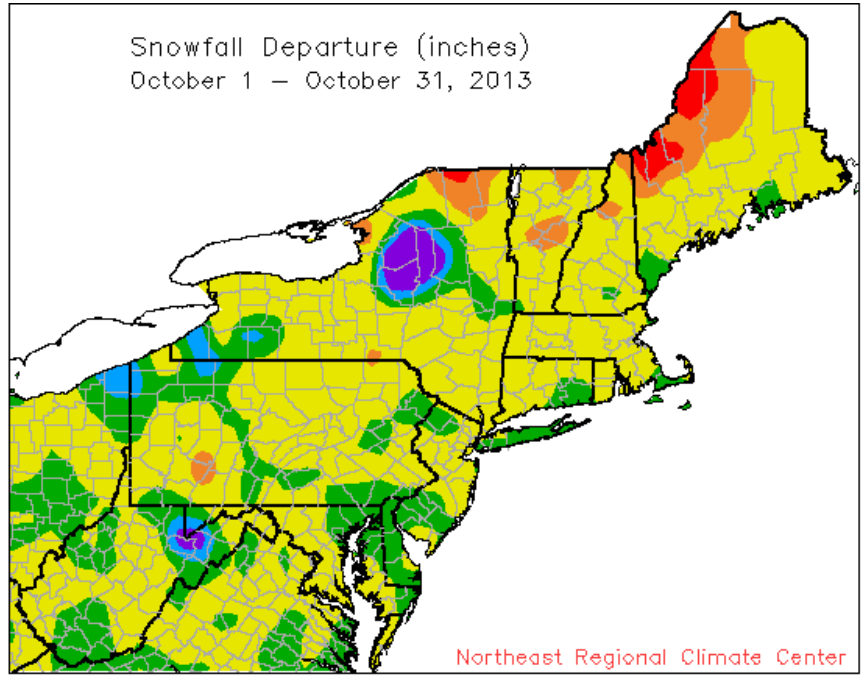 Snowfall Departure (inches)
October 1 – October 31, 2013
Northeast Regional Climate Center